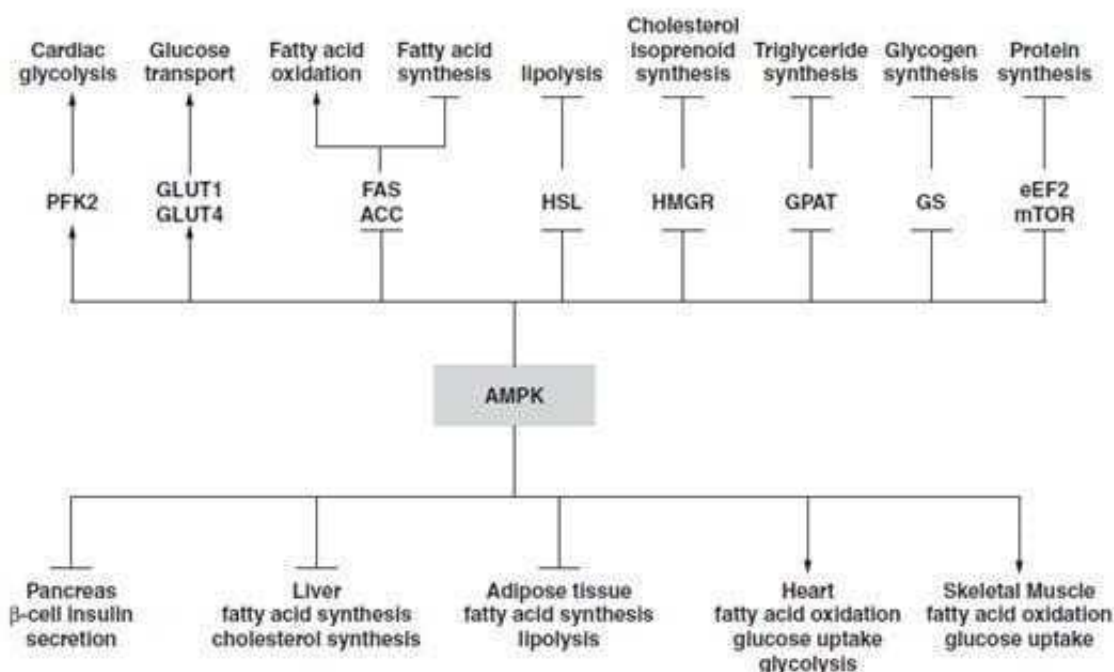 Cardiac
glycolysis
Glucose
transport
Fatty acid
oxidation
Fatty acid
synthesis
lipolysis
Cholesterol
isoprenoid
synthesis
Triglyceride
synthesis
Glycogen
synthesis
Protein
synthesis
PFK2
GLUT1
GLUT4
FAS
ACC
HSL
HMGR
GPAT
GS
eEF2
mTOR
AMPK
Pancreas
β-cell insulin
secretion
Liver
fatty acid synthesis
cholesterol synthesis
Adipose tissue
fatty acid synthesis
lipolysis
Heart
fatty acid oxidation
glucose uptake
glycolysis
Skeletal Muscle
fatty acid oxidation
glucose uptake